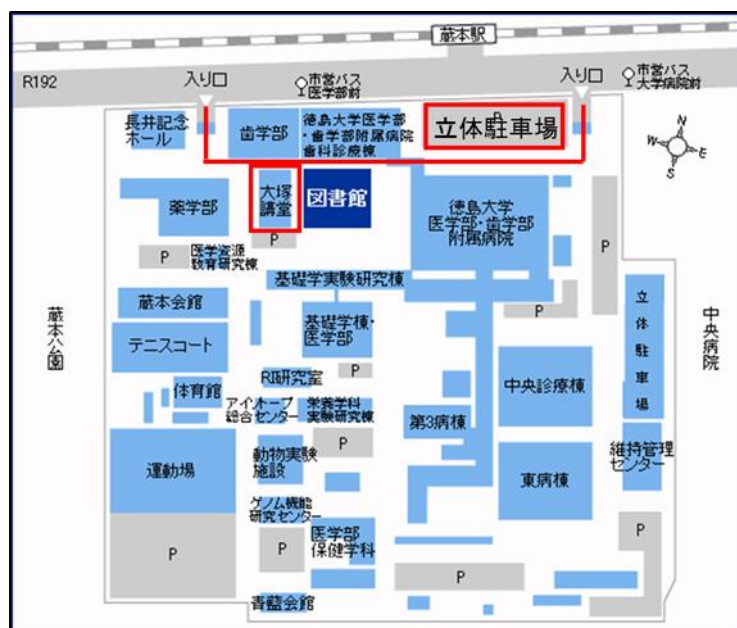 蔵本駅
R192
入り口
市営バス
医学部前
入り口
市営バス
大学病院前
長井記念
ホール
歯学部
徳島大学医学部
・歯学部附属病院
歯科診療棟
P
立体駐車場
N
W
E
S
薬学部
大塚
講堂
図書館
徳島大学
医学部・歯学部
附属病院
P
P
P
医学資源
教育研究棟
基礎学実験研究棟
蔵本会館
基礎学棟・
医学部
P
立体駐車場
蔵本公園
中央病院
テニスコート
P
RI研究室
中央診療棟
体育館
アイソトープ
総合センター
栄養学科
実験研究棟
第3病棟
運動場
動物実験
施設
P
東病棟
維持管理
センター
ゲノム機能
研究センター
P
P
医学部
保健学科
P
P
青藍会館